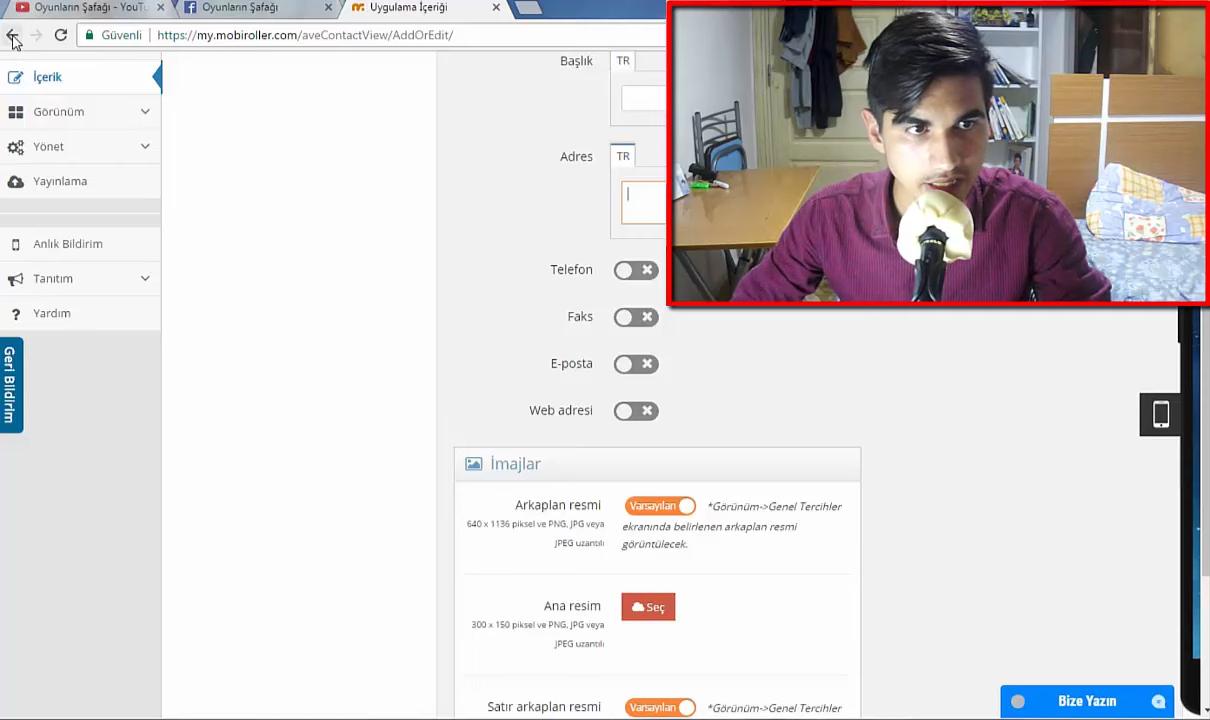 Oyunların Şafağı - YouTu
Oyunların Şafağı
Uygulama İçeriği
Güvenli
https://my.mobiroller.com/aveContactView/AddOrEdit/
İçerik
Görünüm
Yönet
Yayınlama
Anlık Bildirim
Tanıtım
Yardım
Geri Bildirim
Başlık
TR
Adres
TR
Telefon
Faks
E-posta
Web adresi
İmajlar
Arkaplan resmi
640 x 1136 piksel ve PNG, JPG veya
JPEG uzantılı
Varsayılan
*Görünüm->Genel Tercihler
ekranında belirlenen arkaplan resmi
görüntülecek.
Ana resim
300 x 150 piksel ve PNG, JPG veya
JPEG uzantılı
Seç
Satır arkaplan resmi
Varsayılan
*Görünüm->Genel Tercihler
Bize Yazın